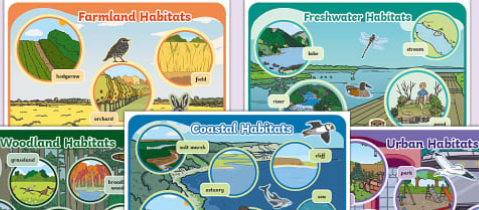 Farmland Habitats
hedgerow
field
orchard
Freshwater Habitats
lake
stream
river
pond
Woodland Habitats
grassland
Coastal Habitats
salt marsh
cliff
estuary
sea
Urban Habitats
park